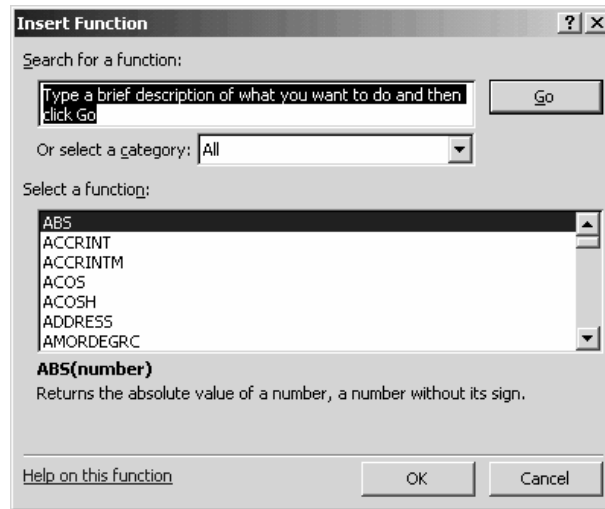 Insert Function
Search for a function:
Type a brief description of what you want to do and then
click Go
Go
Or select a category: All
Select a function:
ABS
ACCRINT
ACCRINTM
ACOS
ACOSH
ADDRESS
AMORDEGRC
ABS(number)
Returns the absolute value of a number, a number without its sign.
Help on this function
OK
Cancel